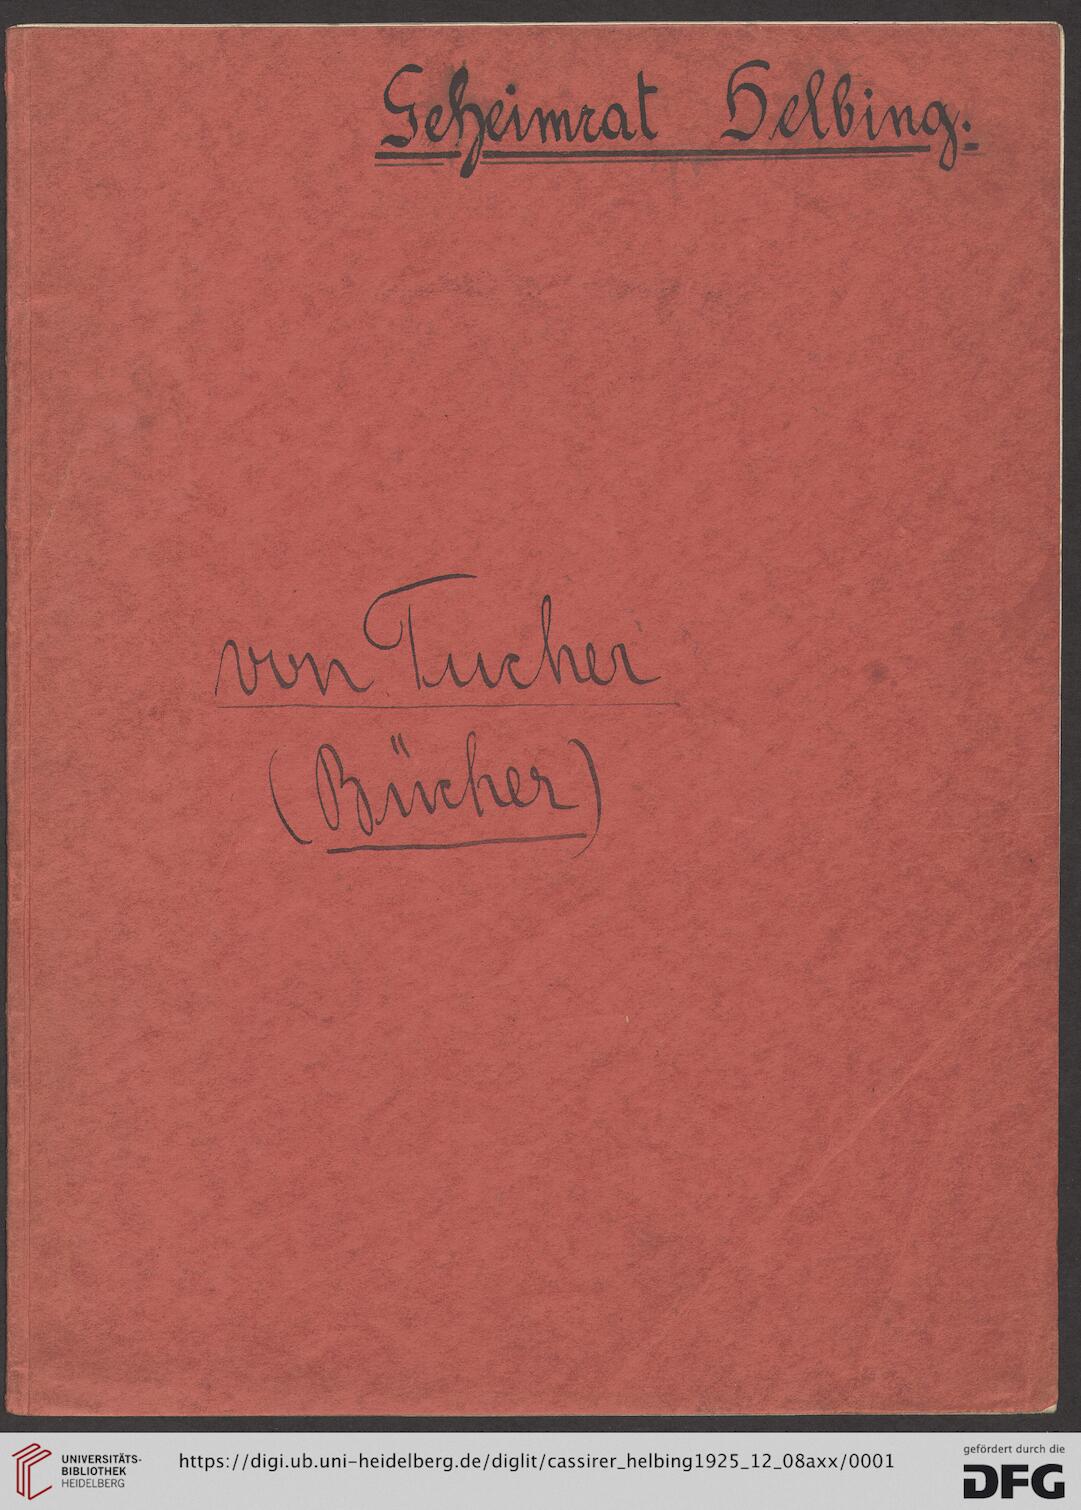 Geheimrat Helbing.
von Tucher
(Bücher)
UNIVERSITÄTS-
BIBLIOTHEK
HEIDELBERG
https://digi.ub.uni-heidelberg.de/diglit/cassirer_helbing1925_12_08axx/0001
gefördert durch die
DFG